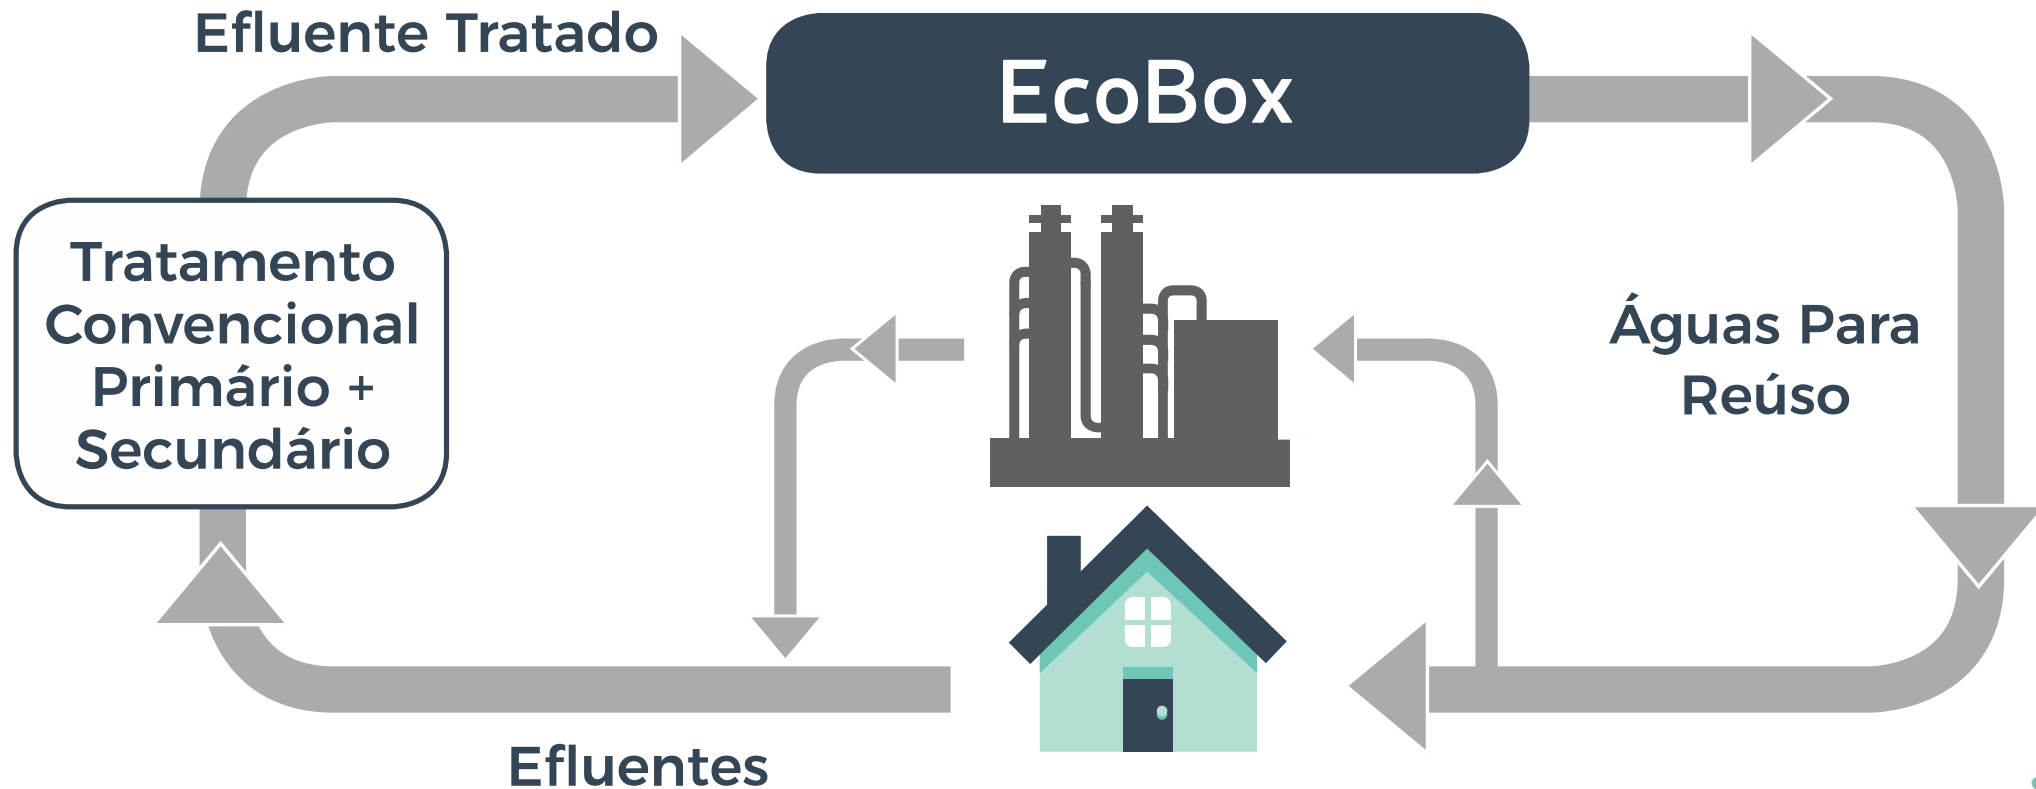 Efluente Tratado
EcoBox
Tratamento
Convencional
Primário +
Secundário
Águas Para
Reúso
Efluentes